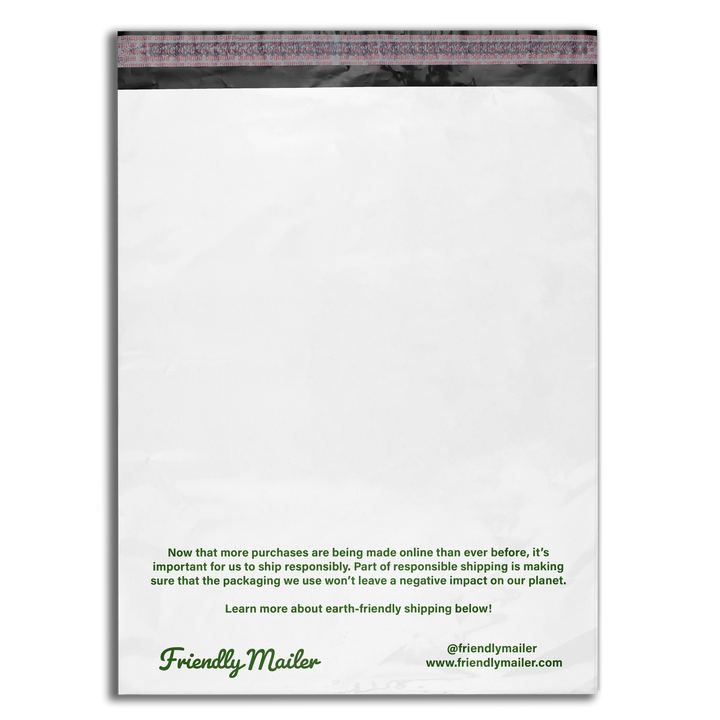 Now that more purchases are being made online than ever before, it's
important for us to ship responsibly. Part of responsible shipping is making
sure that the packaging we use won't leave a negative impact on our planet.
Learn more about earth-friendly shipping below!
Friendly Mailer
@friendlymailer
www.friendlymailer.com